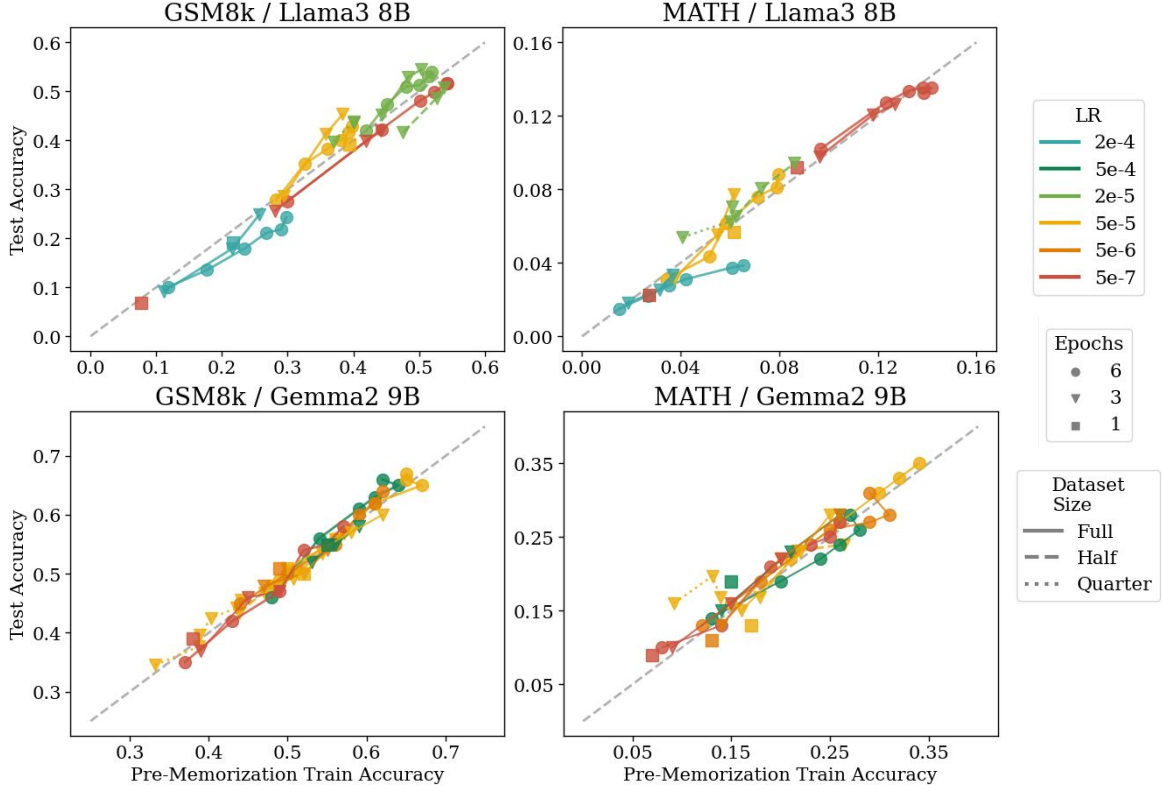 GSM8k / Llama3 8B
MATH / Llama3 8B
Test Accuracy
0.6
0.5
0.4
0.3
0.2
0.1
0.0
0.0
0.1
0.2
0.3
0.4
0.5
0.6
0.16
0.12
0.08
0.04
0.00
0.00
0.04
0.08
0.12
0.16
LR
2e-4
5e-4
2e-5
5e-5
5e-6
5e-7
Epochs
6
3
1
Dataset
Size
Full
Half
Quarter
GSM8k / Gemma2 9B
MATH / Gemma2 9B
Test Accuracy
0.7
0.6
0.5
0.4
0.3
0.3
0.4
0.5
0.6
0.7
Pre-Memorization Train Accuracy
0.35
0.25
0.15
0.05
0.05
0.15
0.25
0.35
Pre-Memorization Train Accuracy